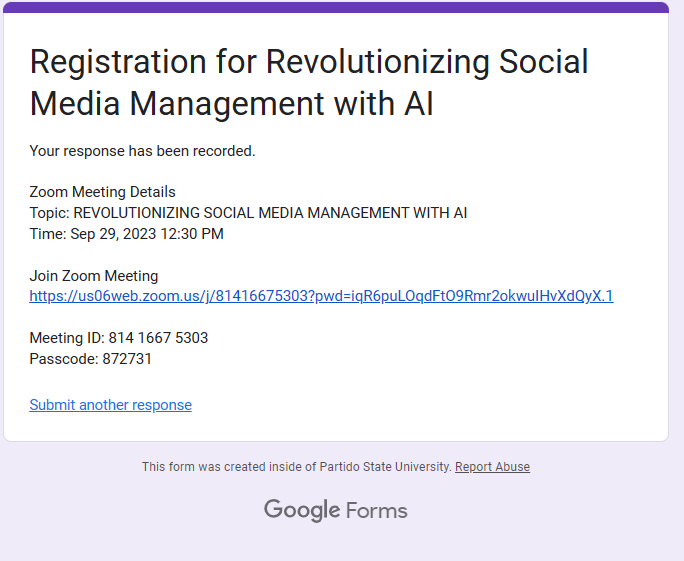 Registration for Revolutionizing Social
Media Management with AI
Your response has been recorded.
Zoom Meeting Details
Topic: REVOLUTIONIZING SOCIAL MEDIA MANAGEMENT WITH AI
Time: Sep 29, 2023 12:30 PM
Join Zoom Meeting
https://us06web.zoom.us/j/81416675303?pwd=iqR6puLOqdFtO9Rmr2okwuIHvXdQyX.1
Meeting ID: 814 1667 5303
Passcode: 872731
Submit another response
This form was created inside of Partido State University. Report Abuse
Google Forms